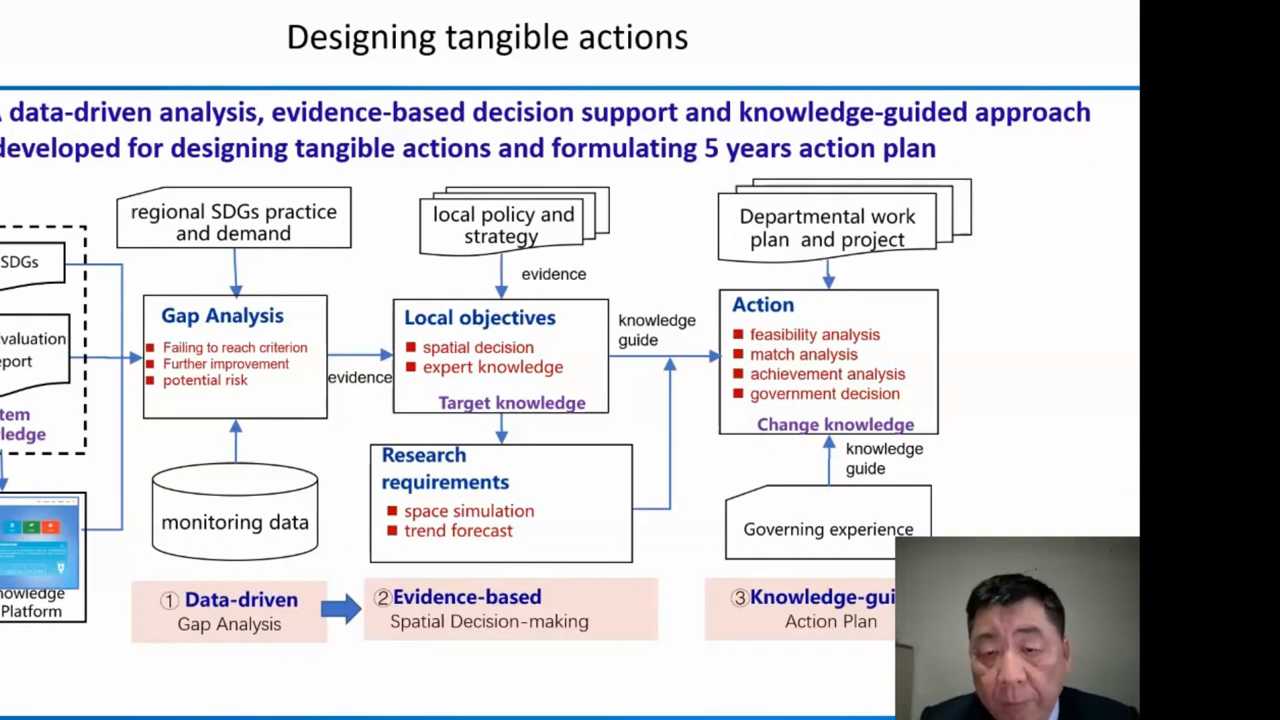 Designing tangible actions
data-driven analysis, evidence-based decision support and knowledge-guided approach
developed for designing tangible actions and formulating 5 years action plan
regional SDGs practice
and demand
local policy and
strategy
Departmental work
plan and project
SDGs
evidence
Gap Analysis
Failing to reach criterion
Further improvement
potential risk
evidence
Local objectives
spatial decision
expert knowledge
Target knowledge
knowledge
guide
Action
feasibility analysis
match analysis
achievement analysis
government decision
Change knowledge
valuation
port
tem
ledge
monitoring data
Research
requirements
space simulation
trend forecast
knowledge
guide
Governing experience
nowledge
Platform
① Data-driven
Gap Analysis
②Evidence-based
Spatial Decision-making
③Knowledge-gui
Action Plan